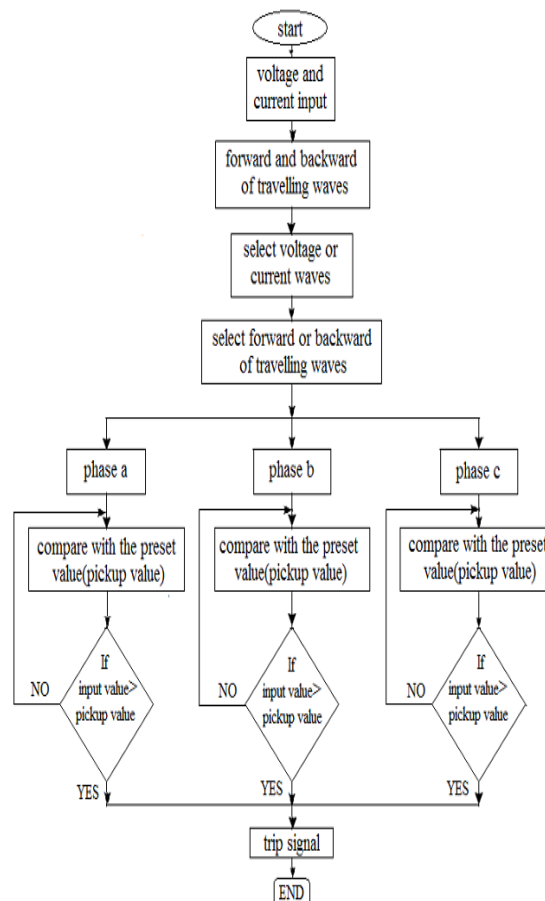 start
voltage and
current input
forward and backward
of travelling waves
select voltage or
current waves
select forward or backward
of travelling waves
phase a
phase b
phase c
compare with the preset
value(pickup value)
compare with the preset
value(pickup value)
compare with the preset
value(pickup value)
If
input value>
pickup value
NO
If
input value>
pickup value
NO
If
input value>
pickup value
NO
YES
YES
YES
trip signal
END